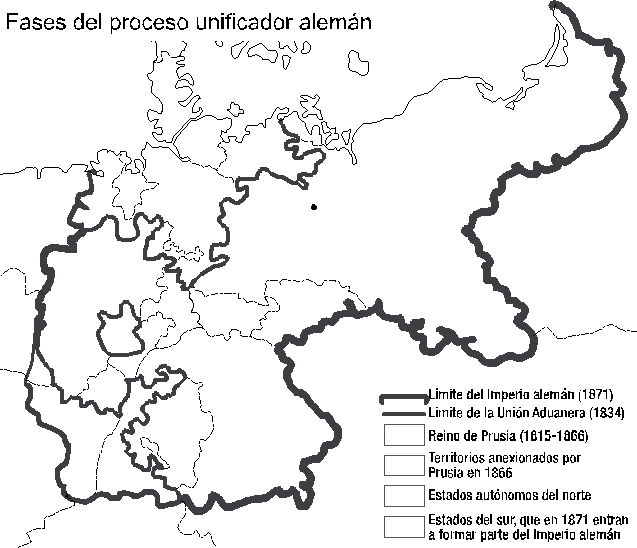 Fases del proceso unificador alemán
Límite del Imperio alemán (1871)
Límite de la Unión Aduanera (1834)
Reino de Prusia (1815-1866)
Territorios anexionados por
Prusia en 1866
Estados autónomos del norte
Estados del sur, que en 1871 entran
a formar parte del Imperio alemán